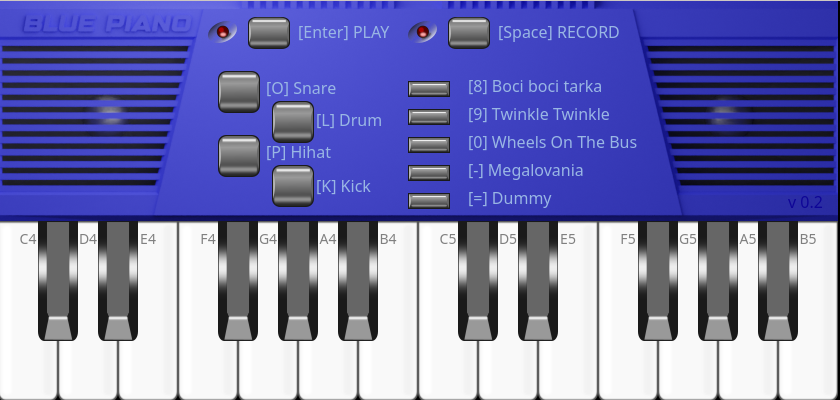 BLUE PIANO
[Enter] PLAY
[Space] RECORD
[O] Snare
[L] Drum
[P] Hihat
[K] Kick
[8] Boci boci tarka
[9] Twinkle Twinkle
[0] Wheels On The Bus
[-] Megalovania
[=] Dummy
v 0.2
C4 D4 E4 F4 G4 A4 B4 C5 D5 E5 F5 G5 A5 B5